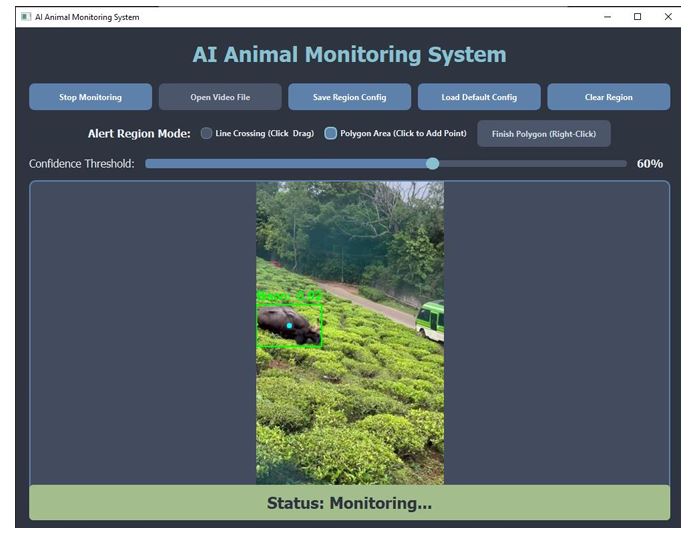 AI Animal Monitoring System
AI Animal Monitoring System
Stop Monitoring
Open Video File
Save Region Config
Load Default Config
Clear Region
Alert Region Mode:
Line Crossing (Click Drag)
Polygon Area (Click to Add Point)
Finish Polygon (Right-Click)
Confidence Threshold:
60%
Status: Monitoring...